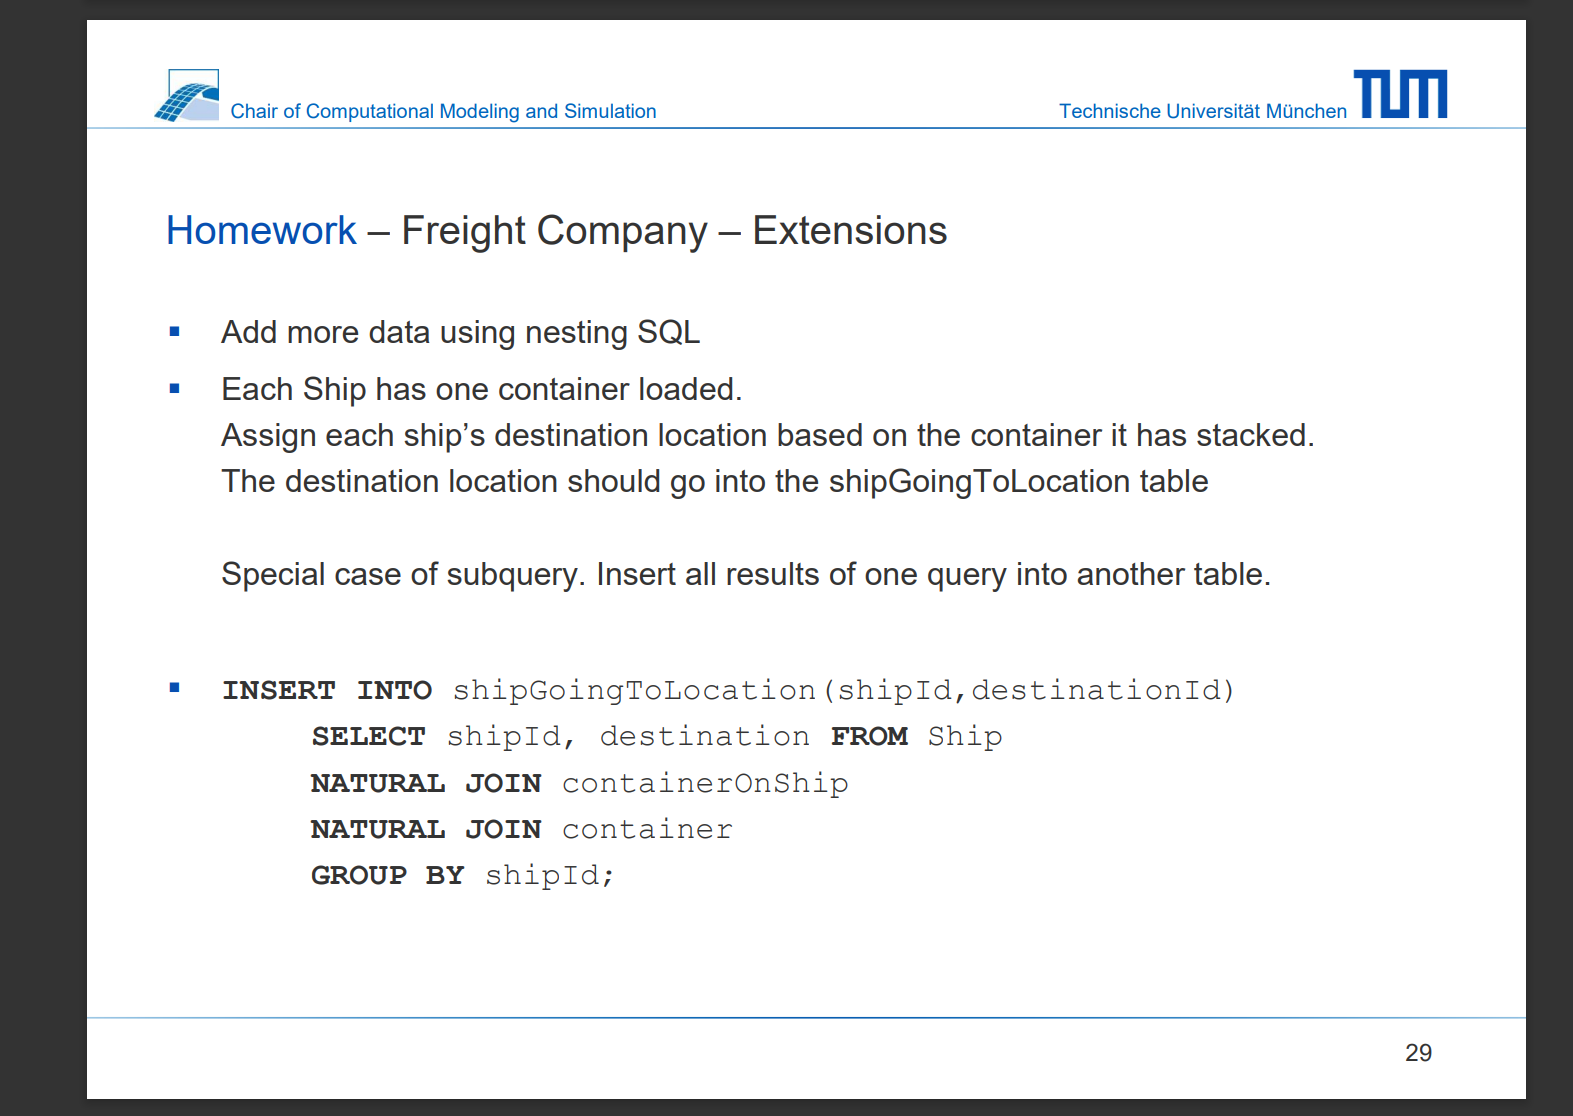 Chair of Computational Modeling and Simulation
Technische Universität München
TUM
Homework – Freight Company – Extensions
▪ Add more data using nesting SQL
▪ Each Ship has one container loaded.
Assign each ship’s destination location based on the container it has stacked.
The destination location should go into the shipGoingToLocation table
Special case of subquery. Insert all results of one query into another table.
▪ INSERT INTO shipGoingToLocation(shipId,destinationId)
SELECT shipId, destination FROM Ship
NATURAL JOIN containerOnShip
NATURAL JOIN container
GROUP BY shipId;
29